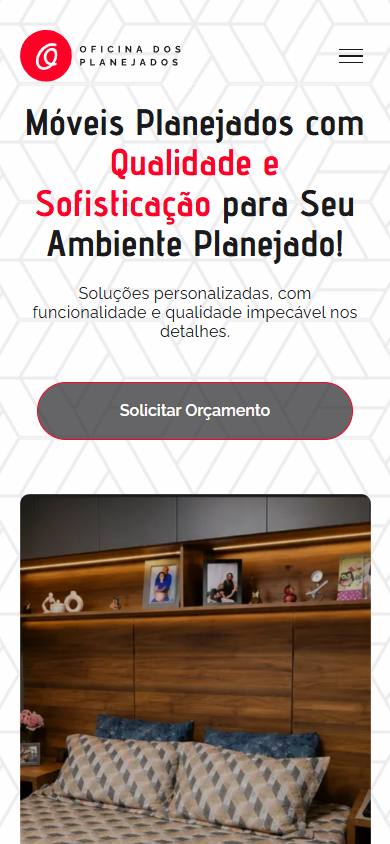 OFICINA DOS
PLANEJADOS
Móveis Planejados com
Qualidade e
Sofisticação para Seu
Ambiente Planejado!
Soluções personalizadas, com
funcionalidade e qualidade impecável nos
detalhes.
Solicitar Orçamento